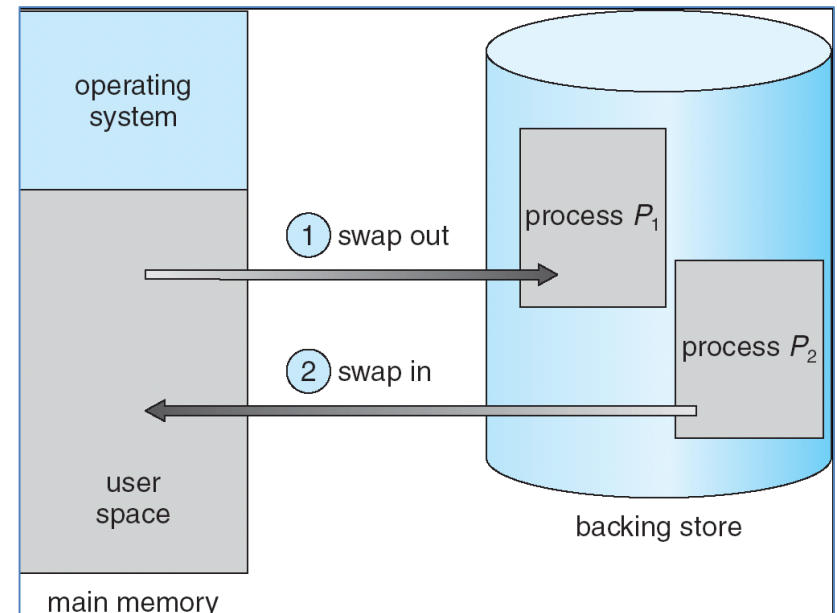 operating
system
1 swap out
process P₁
2 swap in
process P₂
user
space
backing store
main memory